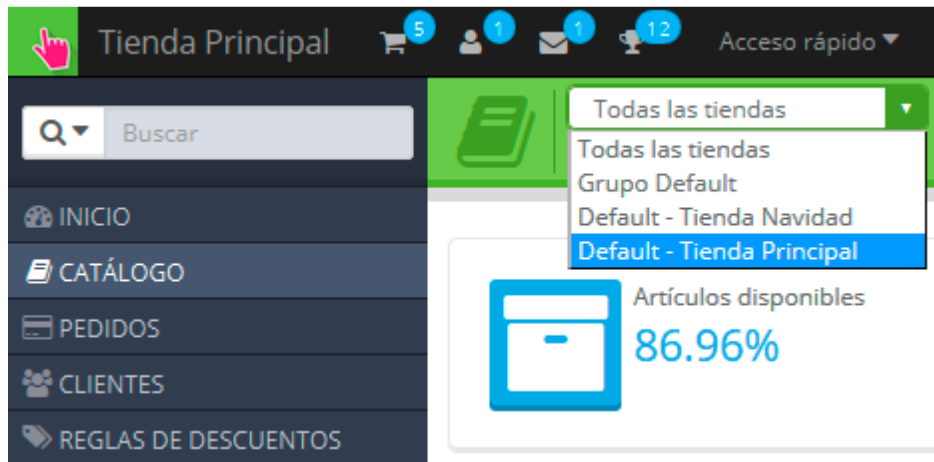 Tienda Principal 5 1 1 12 Acceso rápido
Buscar
Todas las tiendas
Todas las tiendas
Grupo Default
Default - Tienda Navidad
Default - Tienda Principal
INICIO
CATÁLOGO
PEDIDOS
CLIENTES
REGLAS DE DESCUENTOS
Artículos disponibles
86.96%